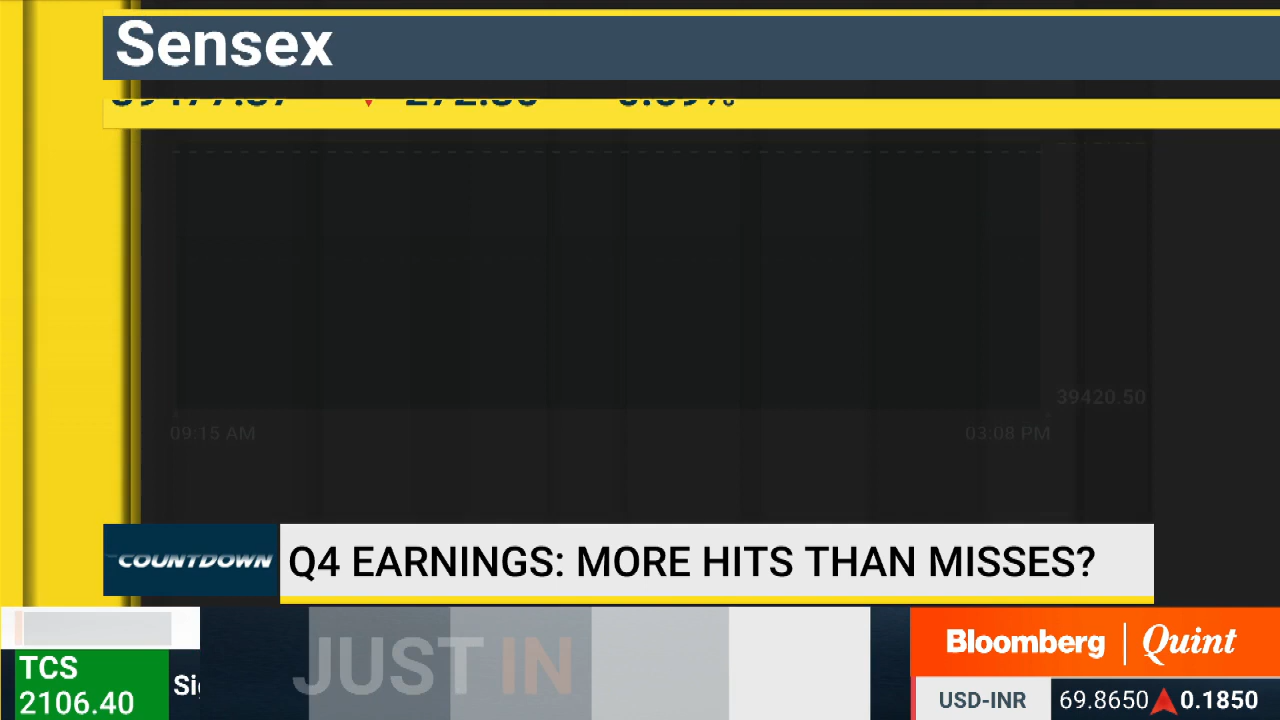 Sensex
09:15 AM
03:08 PM
39420.50
COUNTDOWN
Q4 EARNINGS: MORE HITS THAN MISSES?
TCS
2106.40
JUST IN
Bloomberg | Quint
USD-INR
69.8650 0.1850